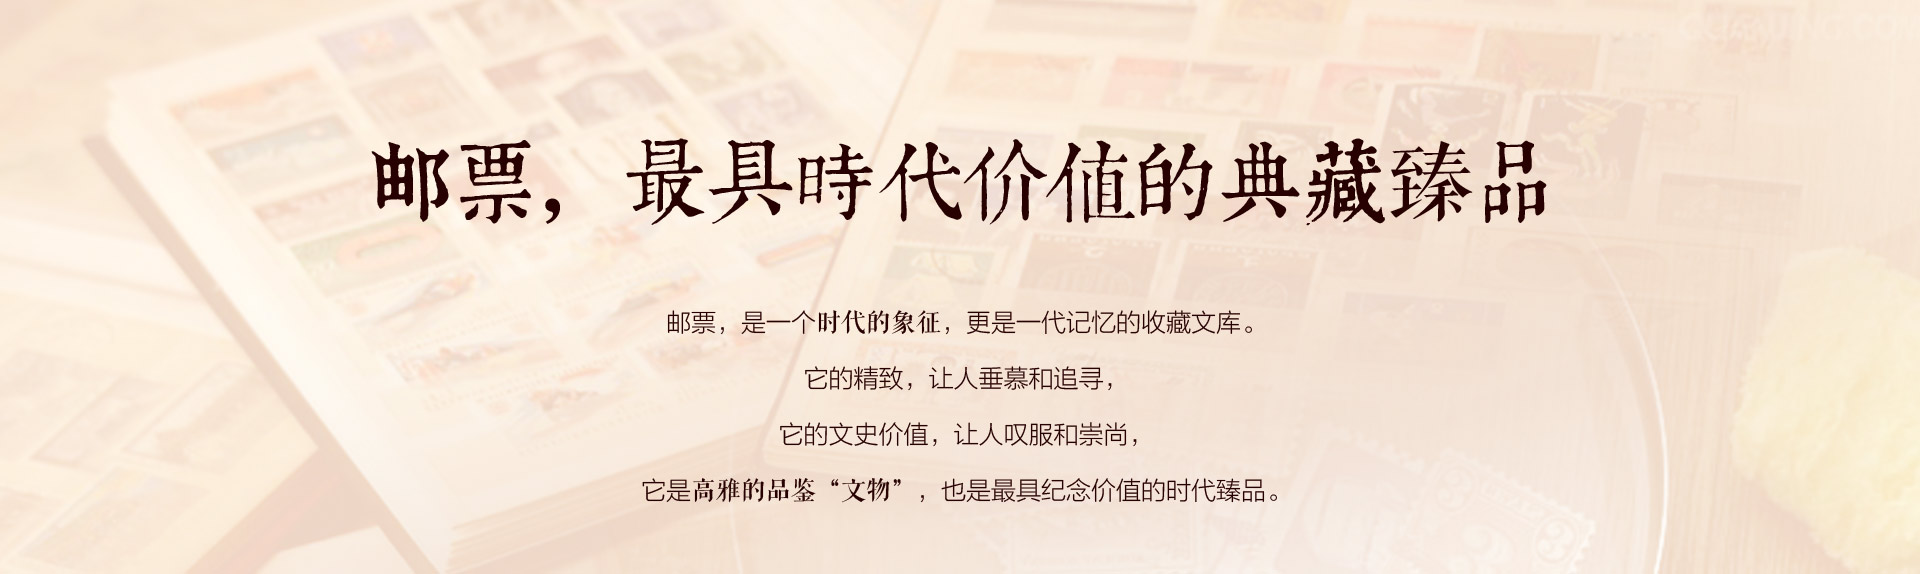 邮票，最具時代价值的典藏臻品
邮票，是一个时代的象征，更是一代记忆的收藏文库。
它的精致，让人垂慕和追寻，
它的文史价值，让人叹服和崇尚，
它是高雅的品鉴“文物”，也是最具纪念价值的时代臻品。